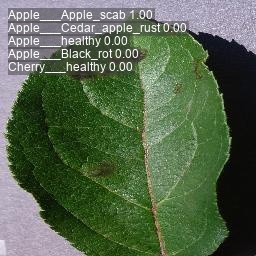 Apple___Apple_scab 1.00
Apple___Cedar_apple_rust 0.00
Apple___healthy 0.00
Apple___Black_rot 0.00
Cherry___healthy 0.00